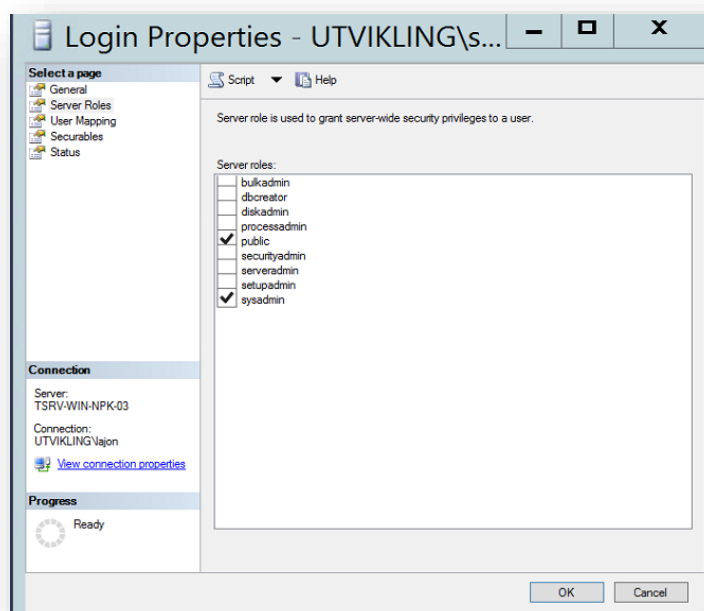 Login Properties - UTVIKLING\s...
Select a page
General
Server Roles
User Mapping
Securables
Status
Script
Help
Server role is used to grant server-wide security privileges to a user.
Server roles:
bulkadmin
dbcreator
diskadmin
processadmin
public
securityadmin
serveradmin
setupadmin
sysadmin
Connection
Server:
TSRV-WIN-NPK-03
Connection:
UTVIKLING\lajon
View connection properties
Progress
Ready
OK
Cancel